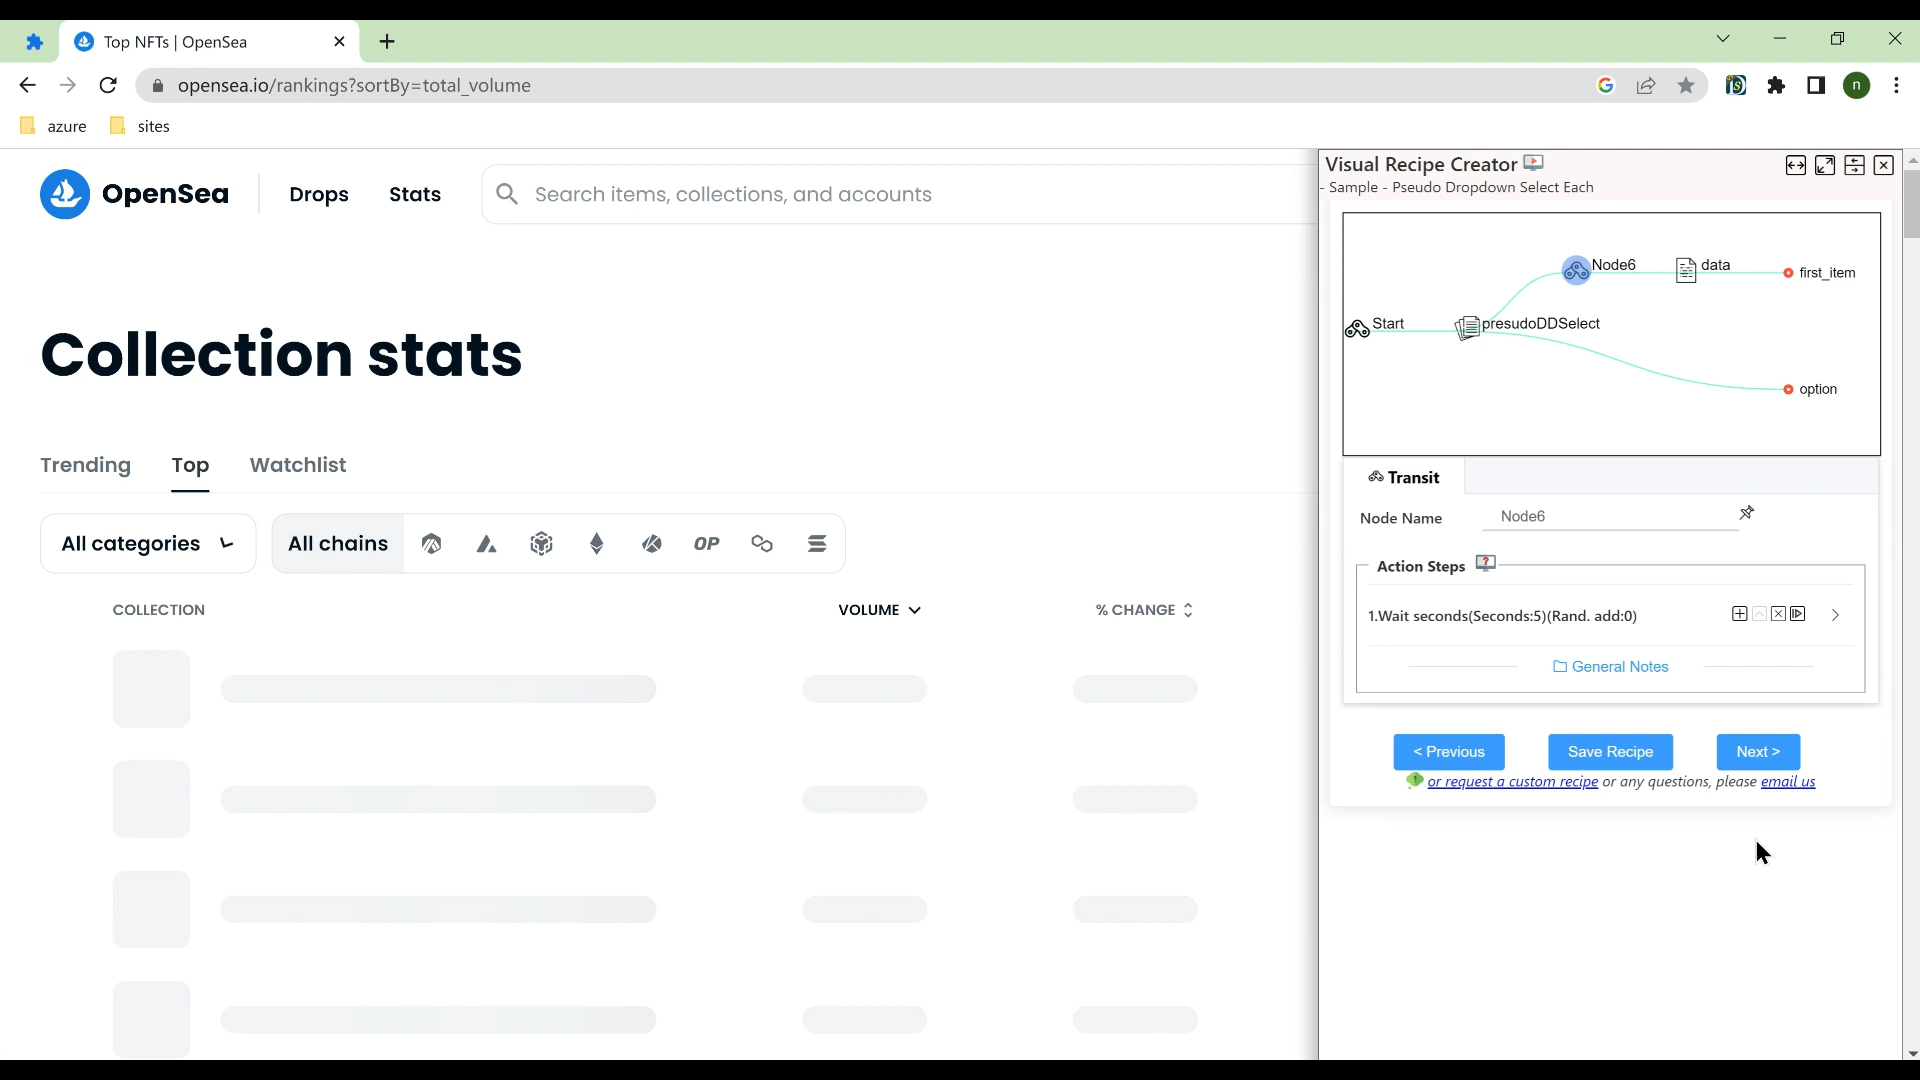 Top NFTs | OpenSea
opensea.io/rankings?sortBy=total_volume
n
azure
sites
OpenSea
Drops
Stats
Search items, collections, and accounts
Collection stats
Trending
Top
Watchlist
All categories
All chains
OP
COLLECTION
VOLUME
% CHANGE
Visual Recipe Creator
- Sample - Pseudo Dropdown Select Each
Node6
data
first_item
Start
presudoDDSelect
option
Transit
Node Name
Node6
Action Steps
1.Wait seconds(Seconds:5)(Rand. add:0)
General Notes
< Previous
Save Recipe
Next >
or request a custom recipe or any questions, please email us